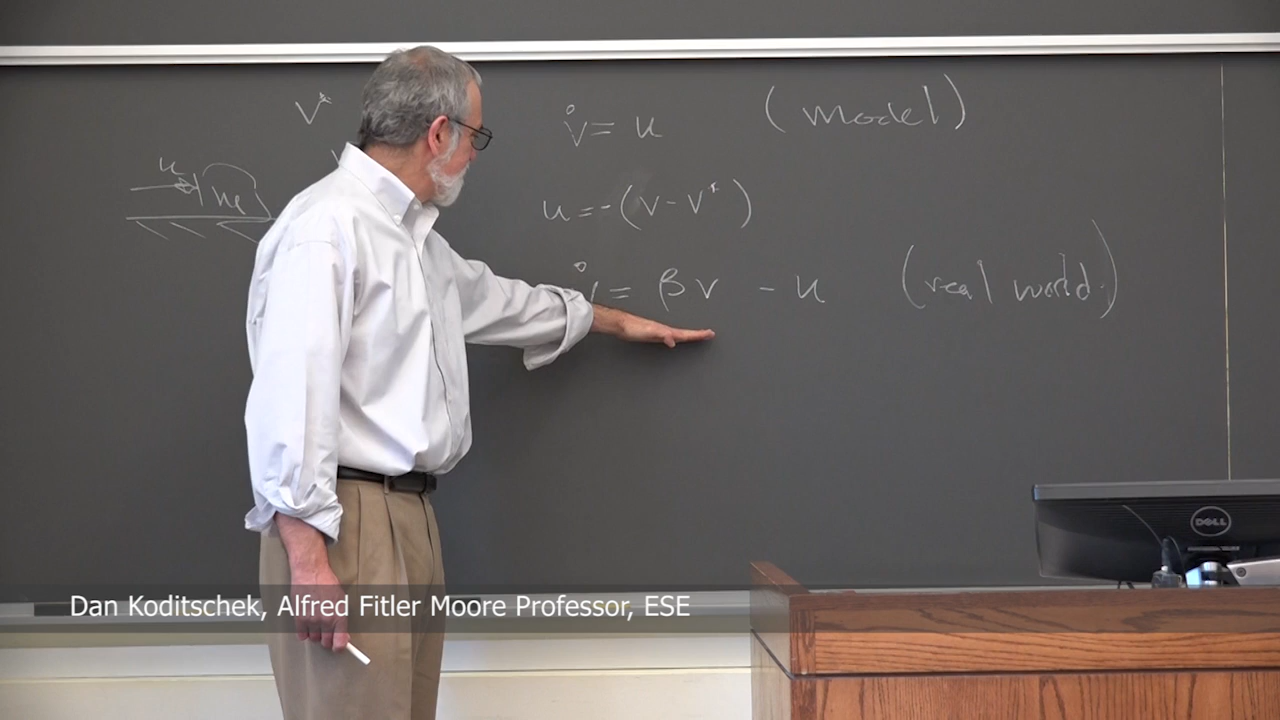 v*
v̇ = u (model)
u
u = -(v - v*)
= βv - u (real world)
DELL
Dan Koditschek, Alfred Fitler Moore Professor, ESE